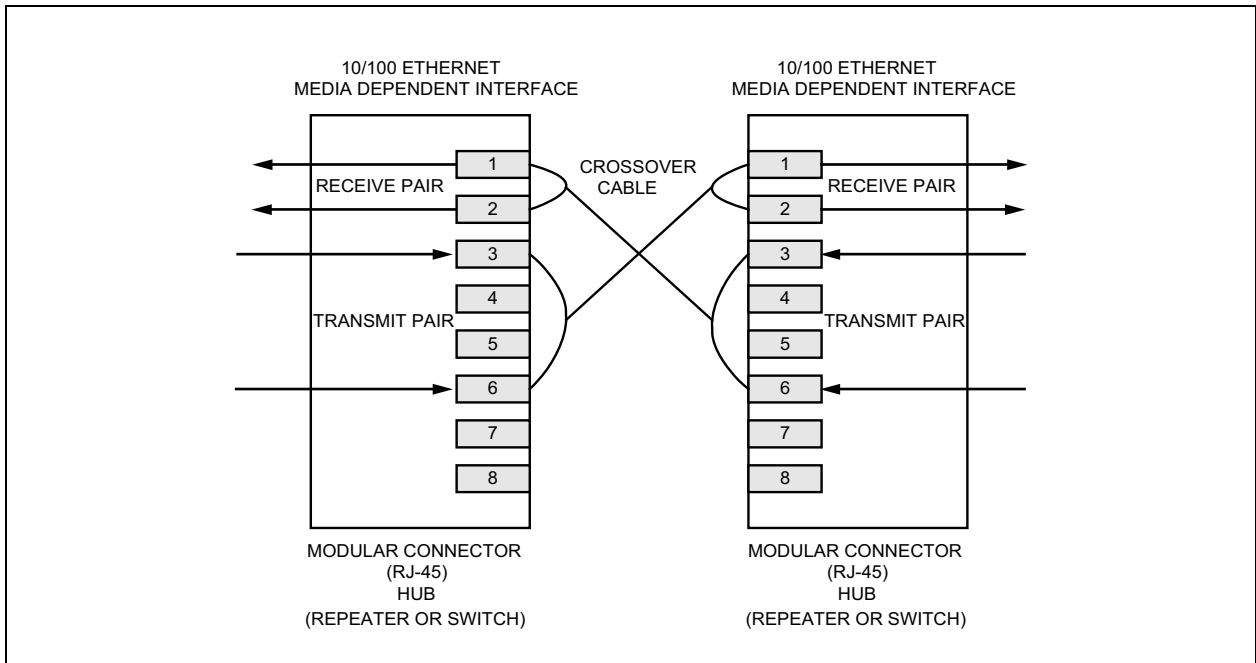 10/100 ETHERNET
MEDIA DEPENDENT INTERFACE
1
RECEIVE PAIR
2
3
4
TRANSMIT PAIR
5
6
7
8
MODULAR CONNECTOR
(RJ-45)
HUB
(REPEATER OR SWITCH)
CROSSOVER
CABLE
10/100 ETHERNET
MEDIA DEPENDENT INTERFACE
1
RECEIVE PAIR
2
3
4
TRANSMIT PAIR
5
6
7
8
MODULAR CONNECTOR
(RJ-45)
HUB
(REPEATER OR SWITCH)